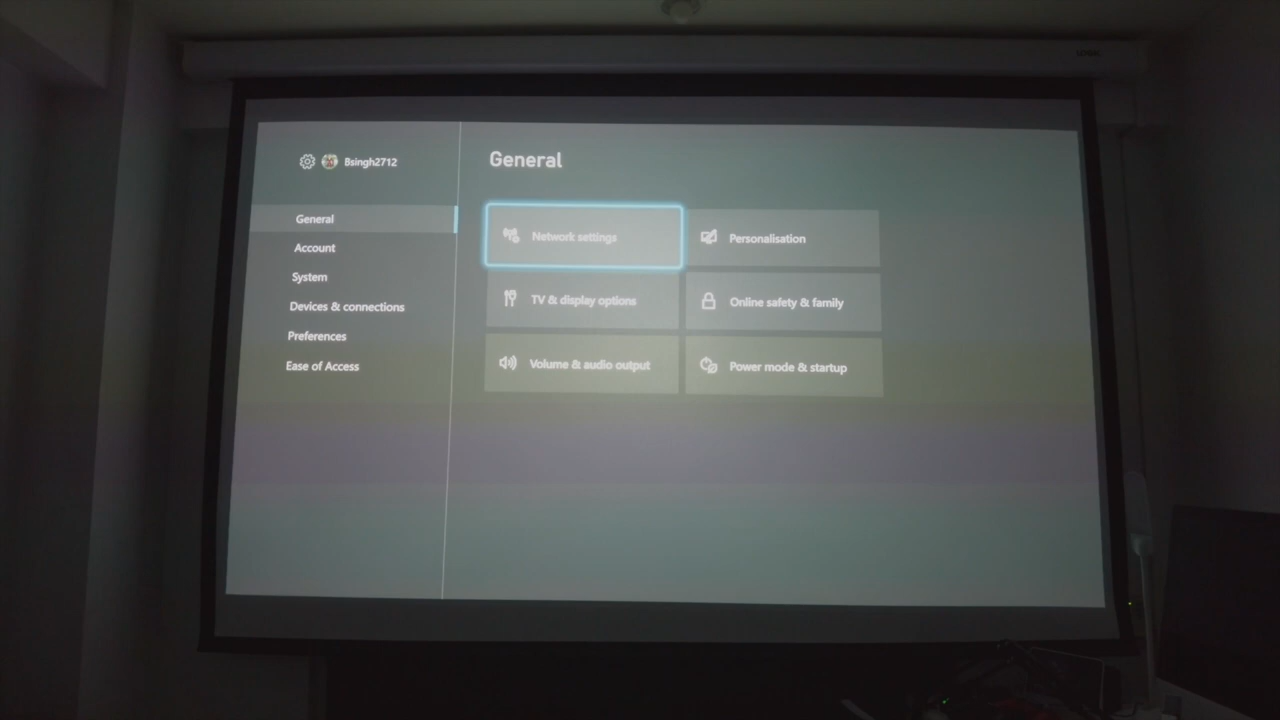 Bsingh2712
General
Account
System
Devices & connections
Preferences
Ease of Access
General
Network settings
Personalisation
TV & display options
Online safety & family
Volume & audio output
Power mode & startup